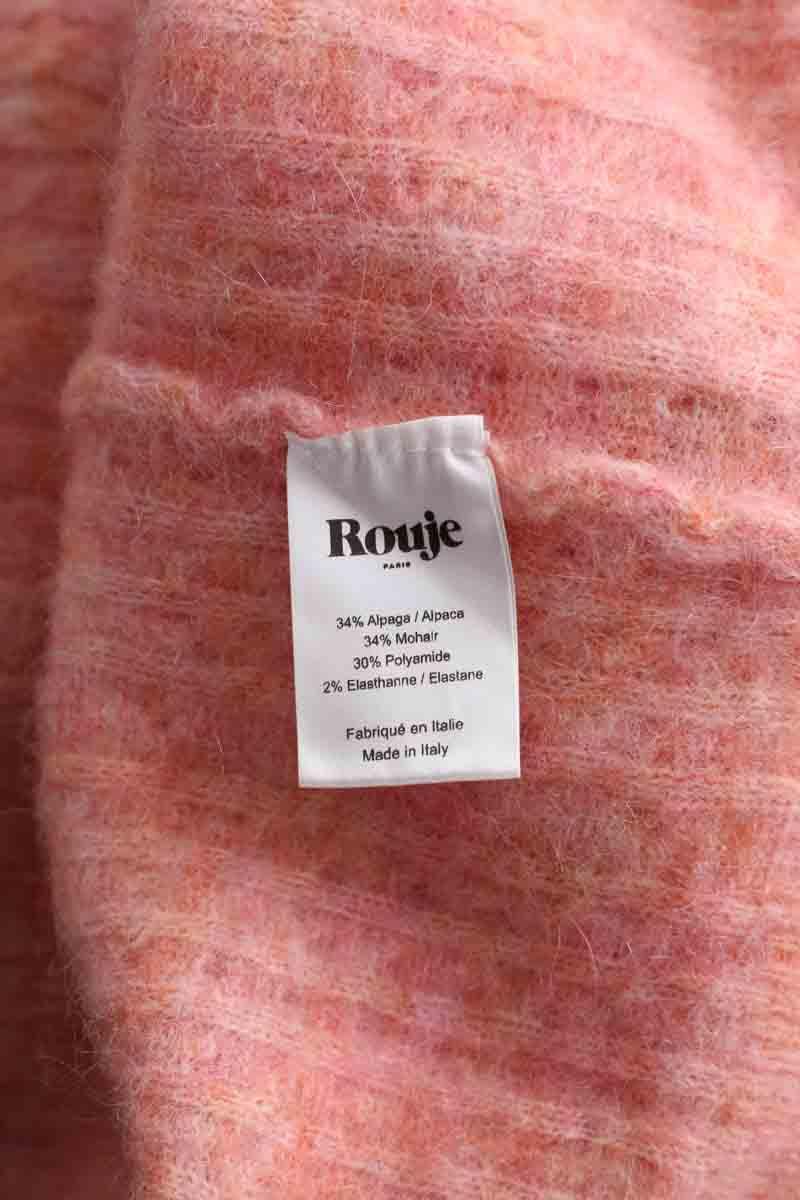 Rouje
PARIS
34% Alpaga / Alpaca
34% Mohair
30% Polyamide
2% Elasthanne / Elastane
Fabriqué en Italie
Made in Italy